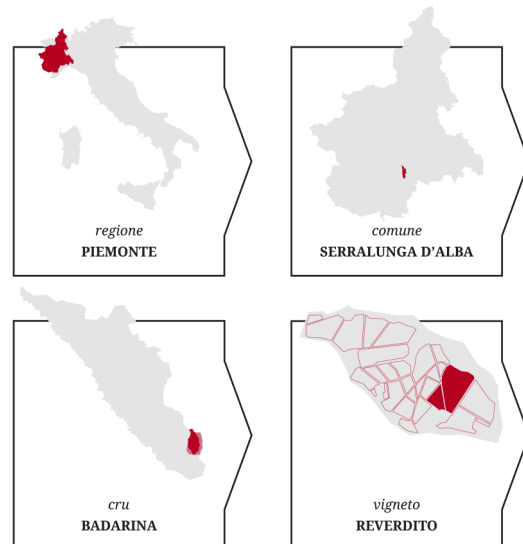 regione
PIEMONTE
comune
SERRALUNGA D’ALBA
cru
BADARINA
vigneto
REVERDITO